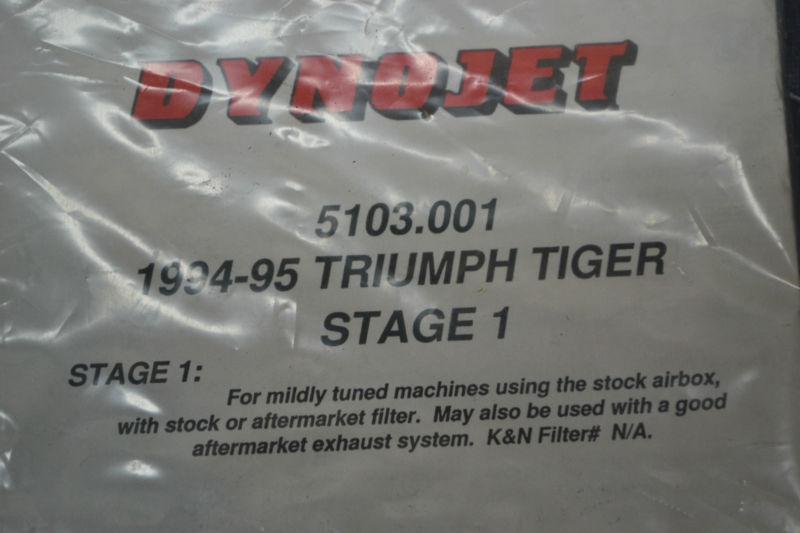 DYNOJET
5103.001
1994-95 TRIUMPH TIGER
STAGE 1
STAGE 1:
For mildly tuned machines using the stock airbox,
with stock or aftermarket filter. May also be used with a good
aftermarket exhaust system. K&N Filter# N/A.